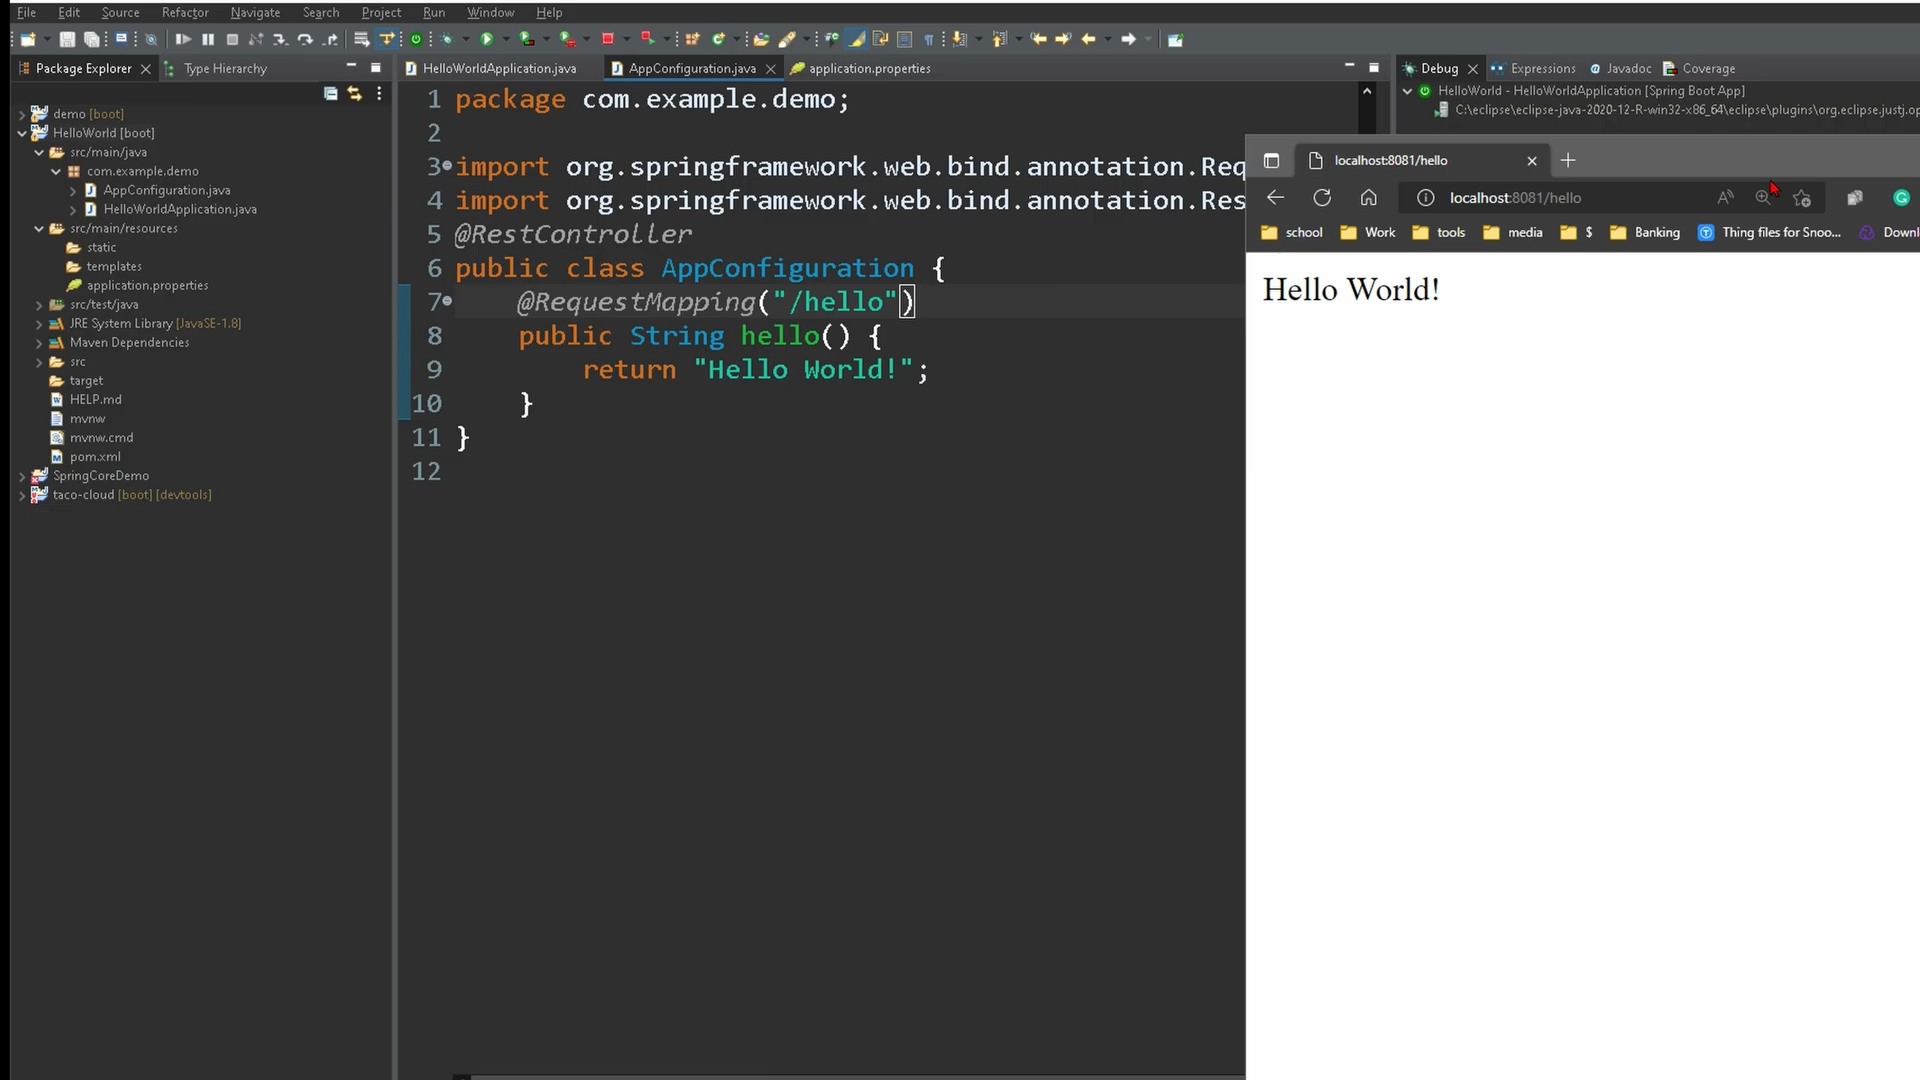 File Edit Source Refactor Navigate Search Project Run Window Help
Package Explorer
Type Hierarchy
demo [boot]
HelloWorld [boot]
src/main/java
com.example.demo
AppConfiguration.java
HelloWorldApplication.java
src/main/resources
static
templates
application.properties
src/test/java
JRE System Library [JavaSE-1.8]
Maven Dependencies
src
target
HELP.md
mvnw
mvnw.cmd
pom.xml
SpringCoreDemo
taco-cloud [boot] [devtools]
HelloWorldApplication.java AppConfiguration.java application.properties
1 package com.example.demo;
2
3 import org.springframework.web.bind.annotation.Req
4 import org.springframework.web.bind.annotation.Res
5 @RestController
6 public class AppConfiguration {
7 @RequestMapping("/hello")
8 public String hello() {
9 return "Hello World!";
10 }
11 }
12
Debug Expressions Javadoc Coverage
HelloWorld - HelloWorldApplication [Spring Boot App]
C:\eclipse\eclipse-java-2020-12-R-win32-x86_64\eclipse\plugins\org.eclipse.justj.op
localhost:8081/hello
localhost:8081/hello
school Work tools media $ Banking Thing files for Snoo... Downl
Hello World!